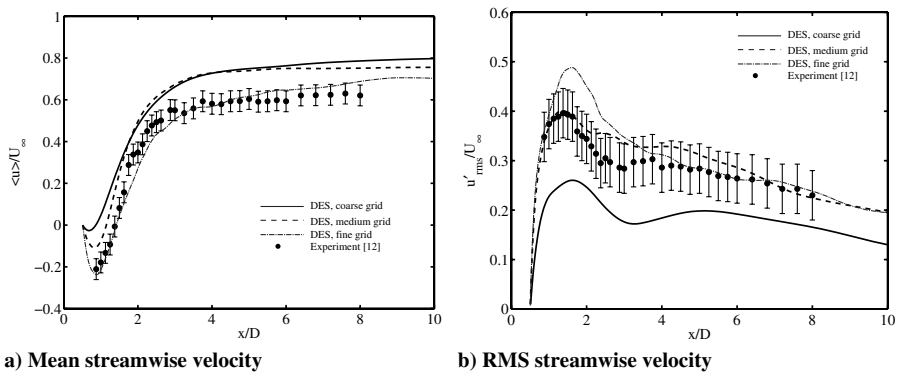 1
0.8
0.6
0.4
0.2
0
−0.2
−0.4
<u>/U∞
DES, coarse grid
DES, medium grid
DES, fine grid
Experiment [12]
0 2 4 6 8 10
x/D
a) Mean streamwise velocity
0.6
0.5
0.4
0.3
0.2
0.1
0
u′rms/U∞
DES, coarse grid
DES, medium grid
DES, fine grid
Experiment [12]
0 2 4 6 8 10
x/D
b) RMS streamwise velocity